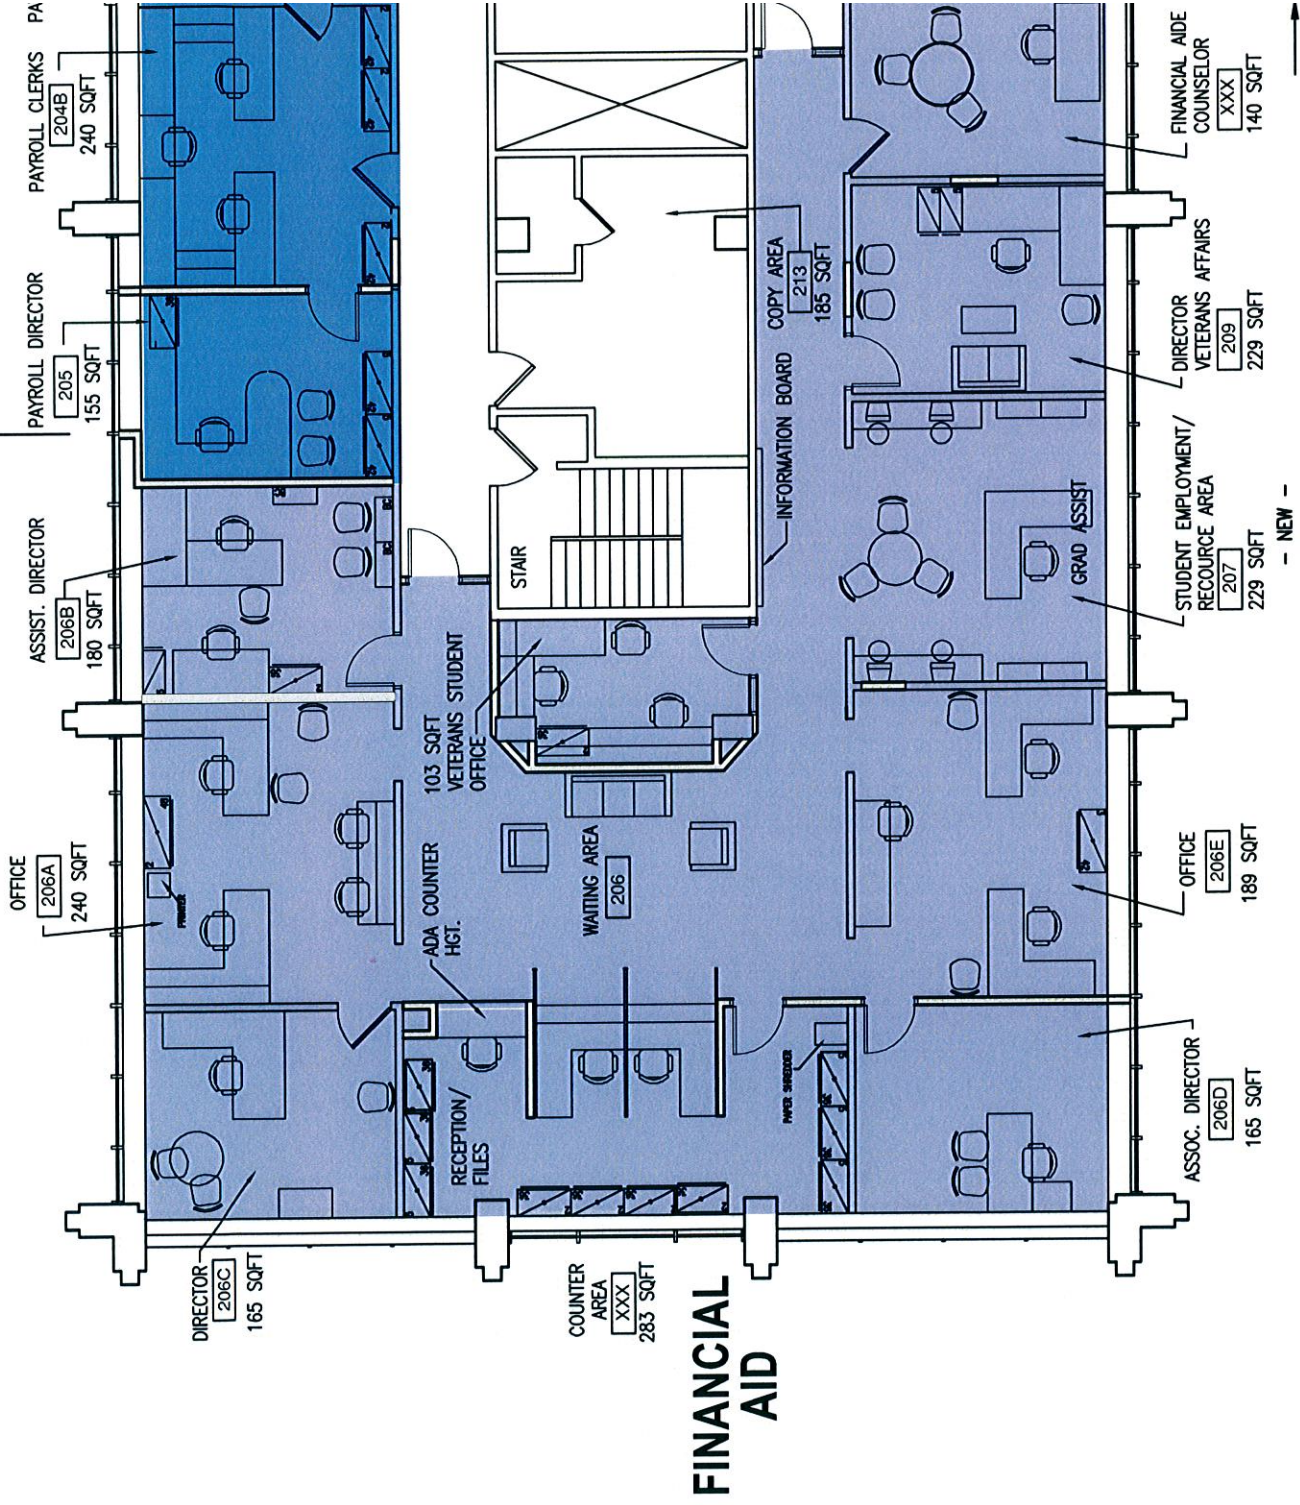 PAYROLL CLERKS
204B
240 SQFT
PA
PAYROLL DIRECTOR
205
155 SQFT
ASSIST. DIRECTOR
206B
180 SQFT
OFFICE
206A
240 SQFT
PRINTER
DIRECTOR
206C
165 SQFT
STAIR
103 SQFT
VETERANS STUDENT
OFFICE
ADA COUNTER
HGT.
WAITING AREA
206
RECEPTION/
FILES
PAPER SHREDDER
COUNTER
AREA
XXX
283 SQFT
COPY AREA
213
185 SQFT
INFORMATION BOARD
GRAD ASSIST
FINANCIAL AIDE
COUNSELOR
XXX
140 SQFT
DIRECTOR
VETERANS AFFAIRS
209
229 SQFT
STUDENT EMPLOYMENT/
RECOURCE AREA
207
229 SQFT
OFFICE
206E
189 SQFT
ASSOC. DIRECTOR
206D
165 SQFT
- NEW -
FINANCIAL
AID